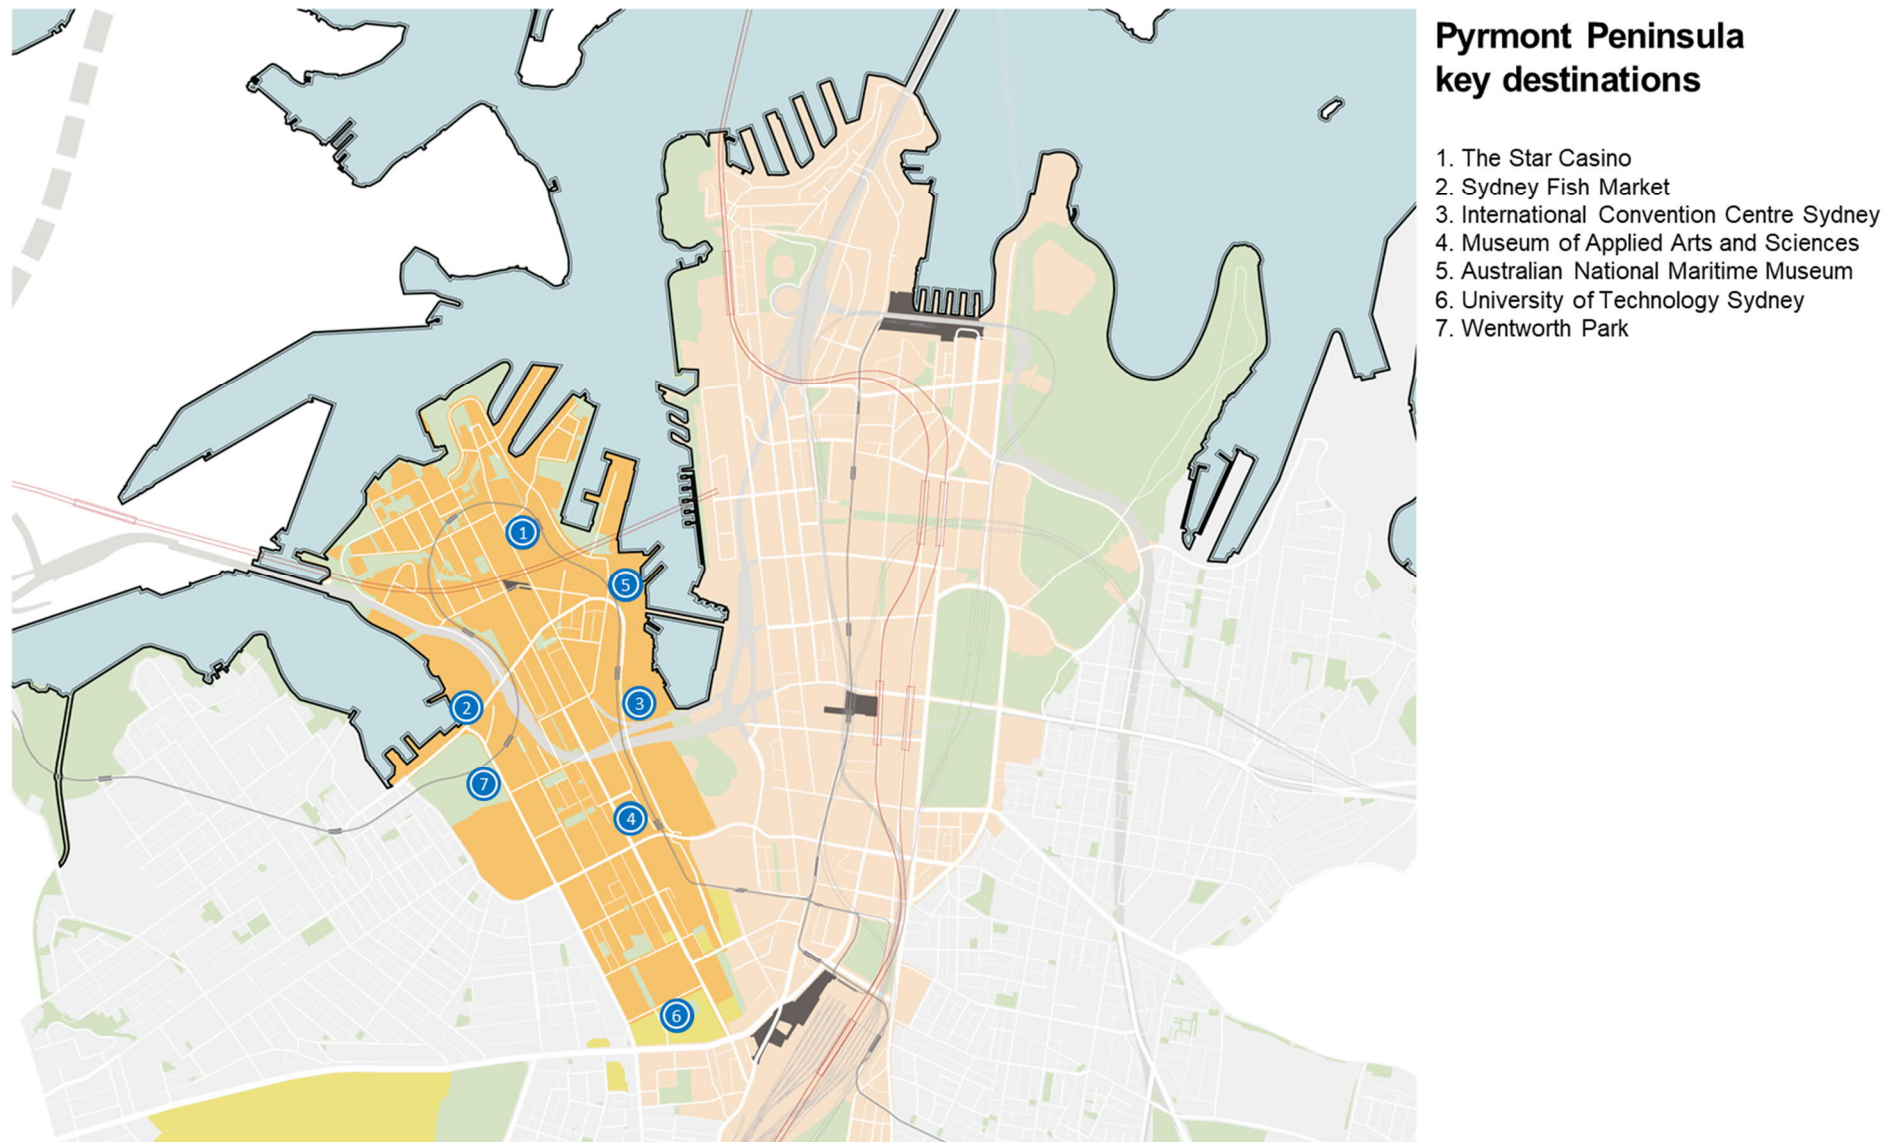 Pyrmont Peninsula
key destinations
1. The Star Casino
2. Sydney Fish Market
3. International Convention Centre Sydney
4. Museum of Applied Arts and Sciences
5. Australian National Maritime Museum
6. University of Technology Sydney
7. Wentworth Park
1
5
2
3
7
4
6